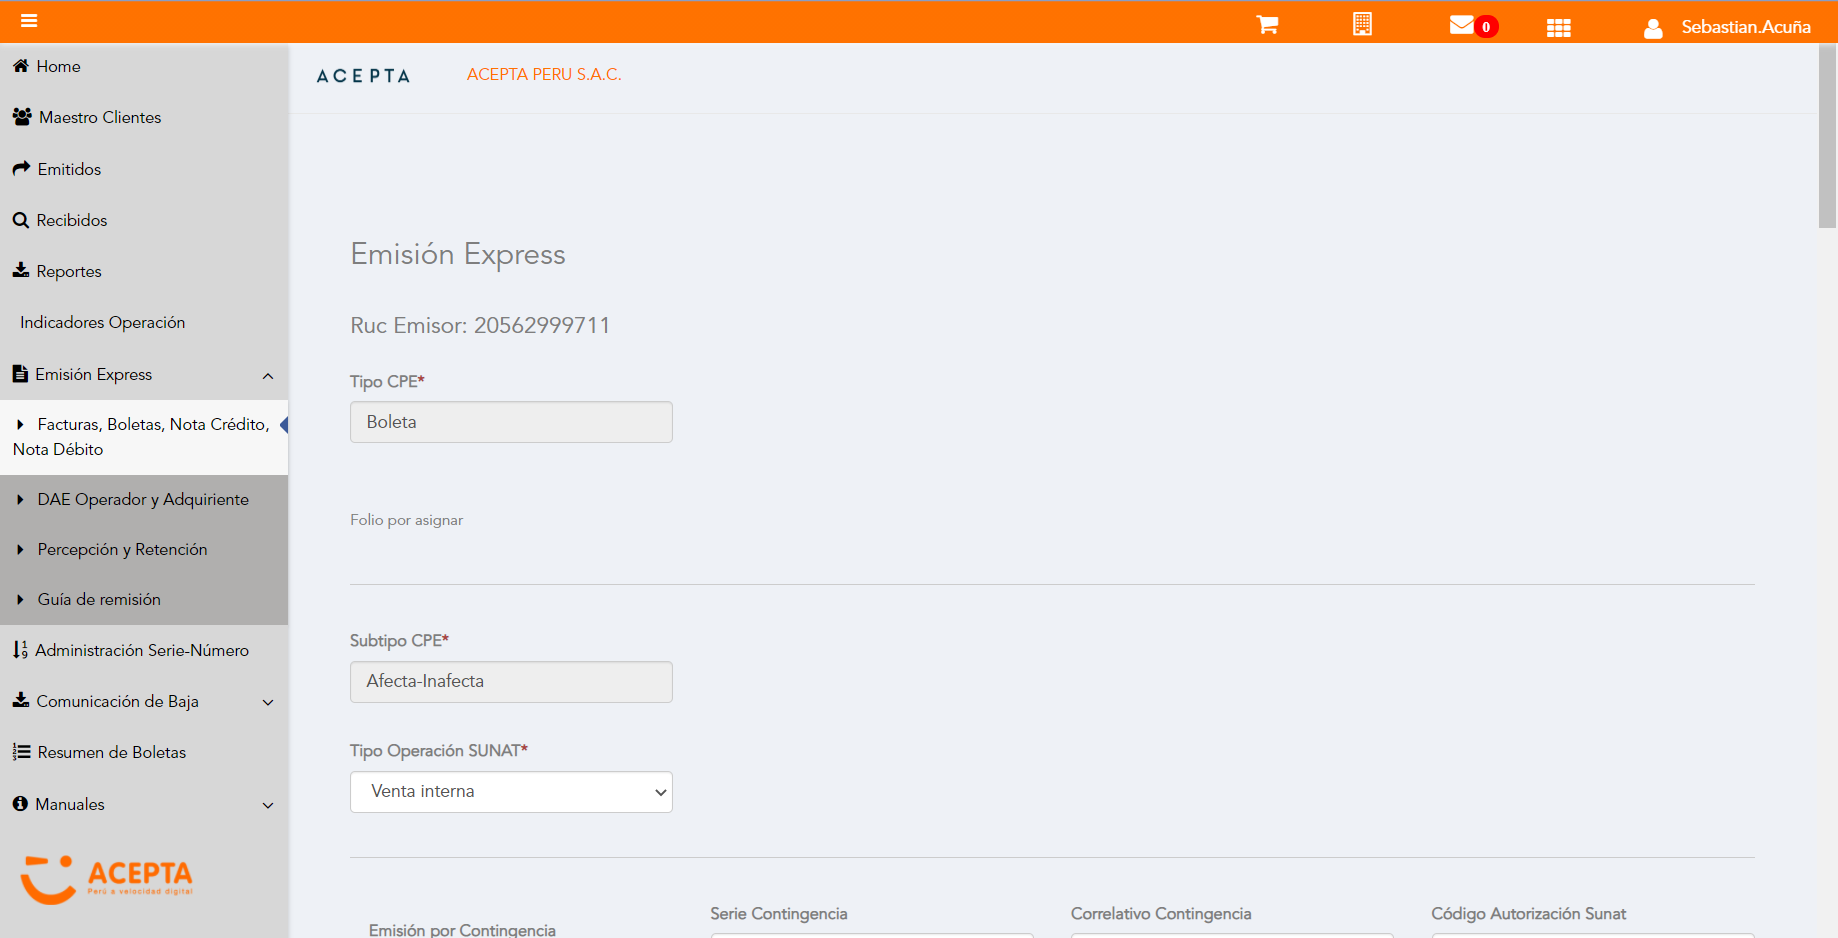 0
Sebastian.Acuña
Home
Maestro Clientes
Emitidos
Recibidos
Reportes
Indicadores Operación
Emisión Express
Facturas, Boletas, Nota Crédito,
Nota Débito
DAE Operador y Adquiriente
Percepción y Retención
Guía de remisión
Administración Serie-Número
Comunicación de Baja
Resumen de Boletas
Manuales
ACEPTA
Perú a velocidad digital
ACEPTA
ACEPTA PERU S.A.C.
Emisión Express
Ruc Emisor: 20562999711
Tipo CPE*
Boleta
Folio por asignar
Subtipo CPE*
Afecta-Inafecta
Tipo Operación SUNAT*
Venta interna
Emisión por Contingencia
Serie Contingencia
Correlativo Contingencia
Código Autorización Sunat